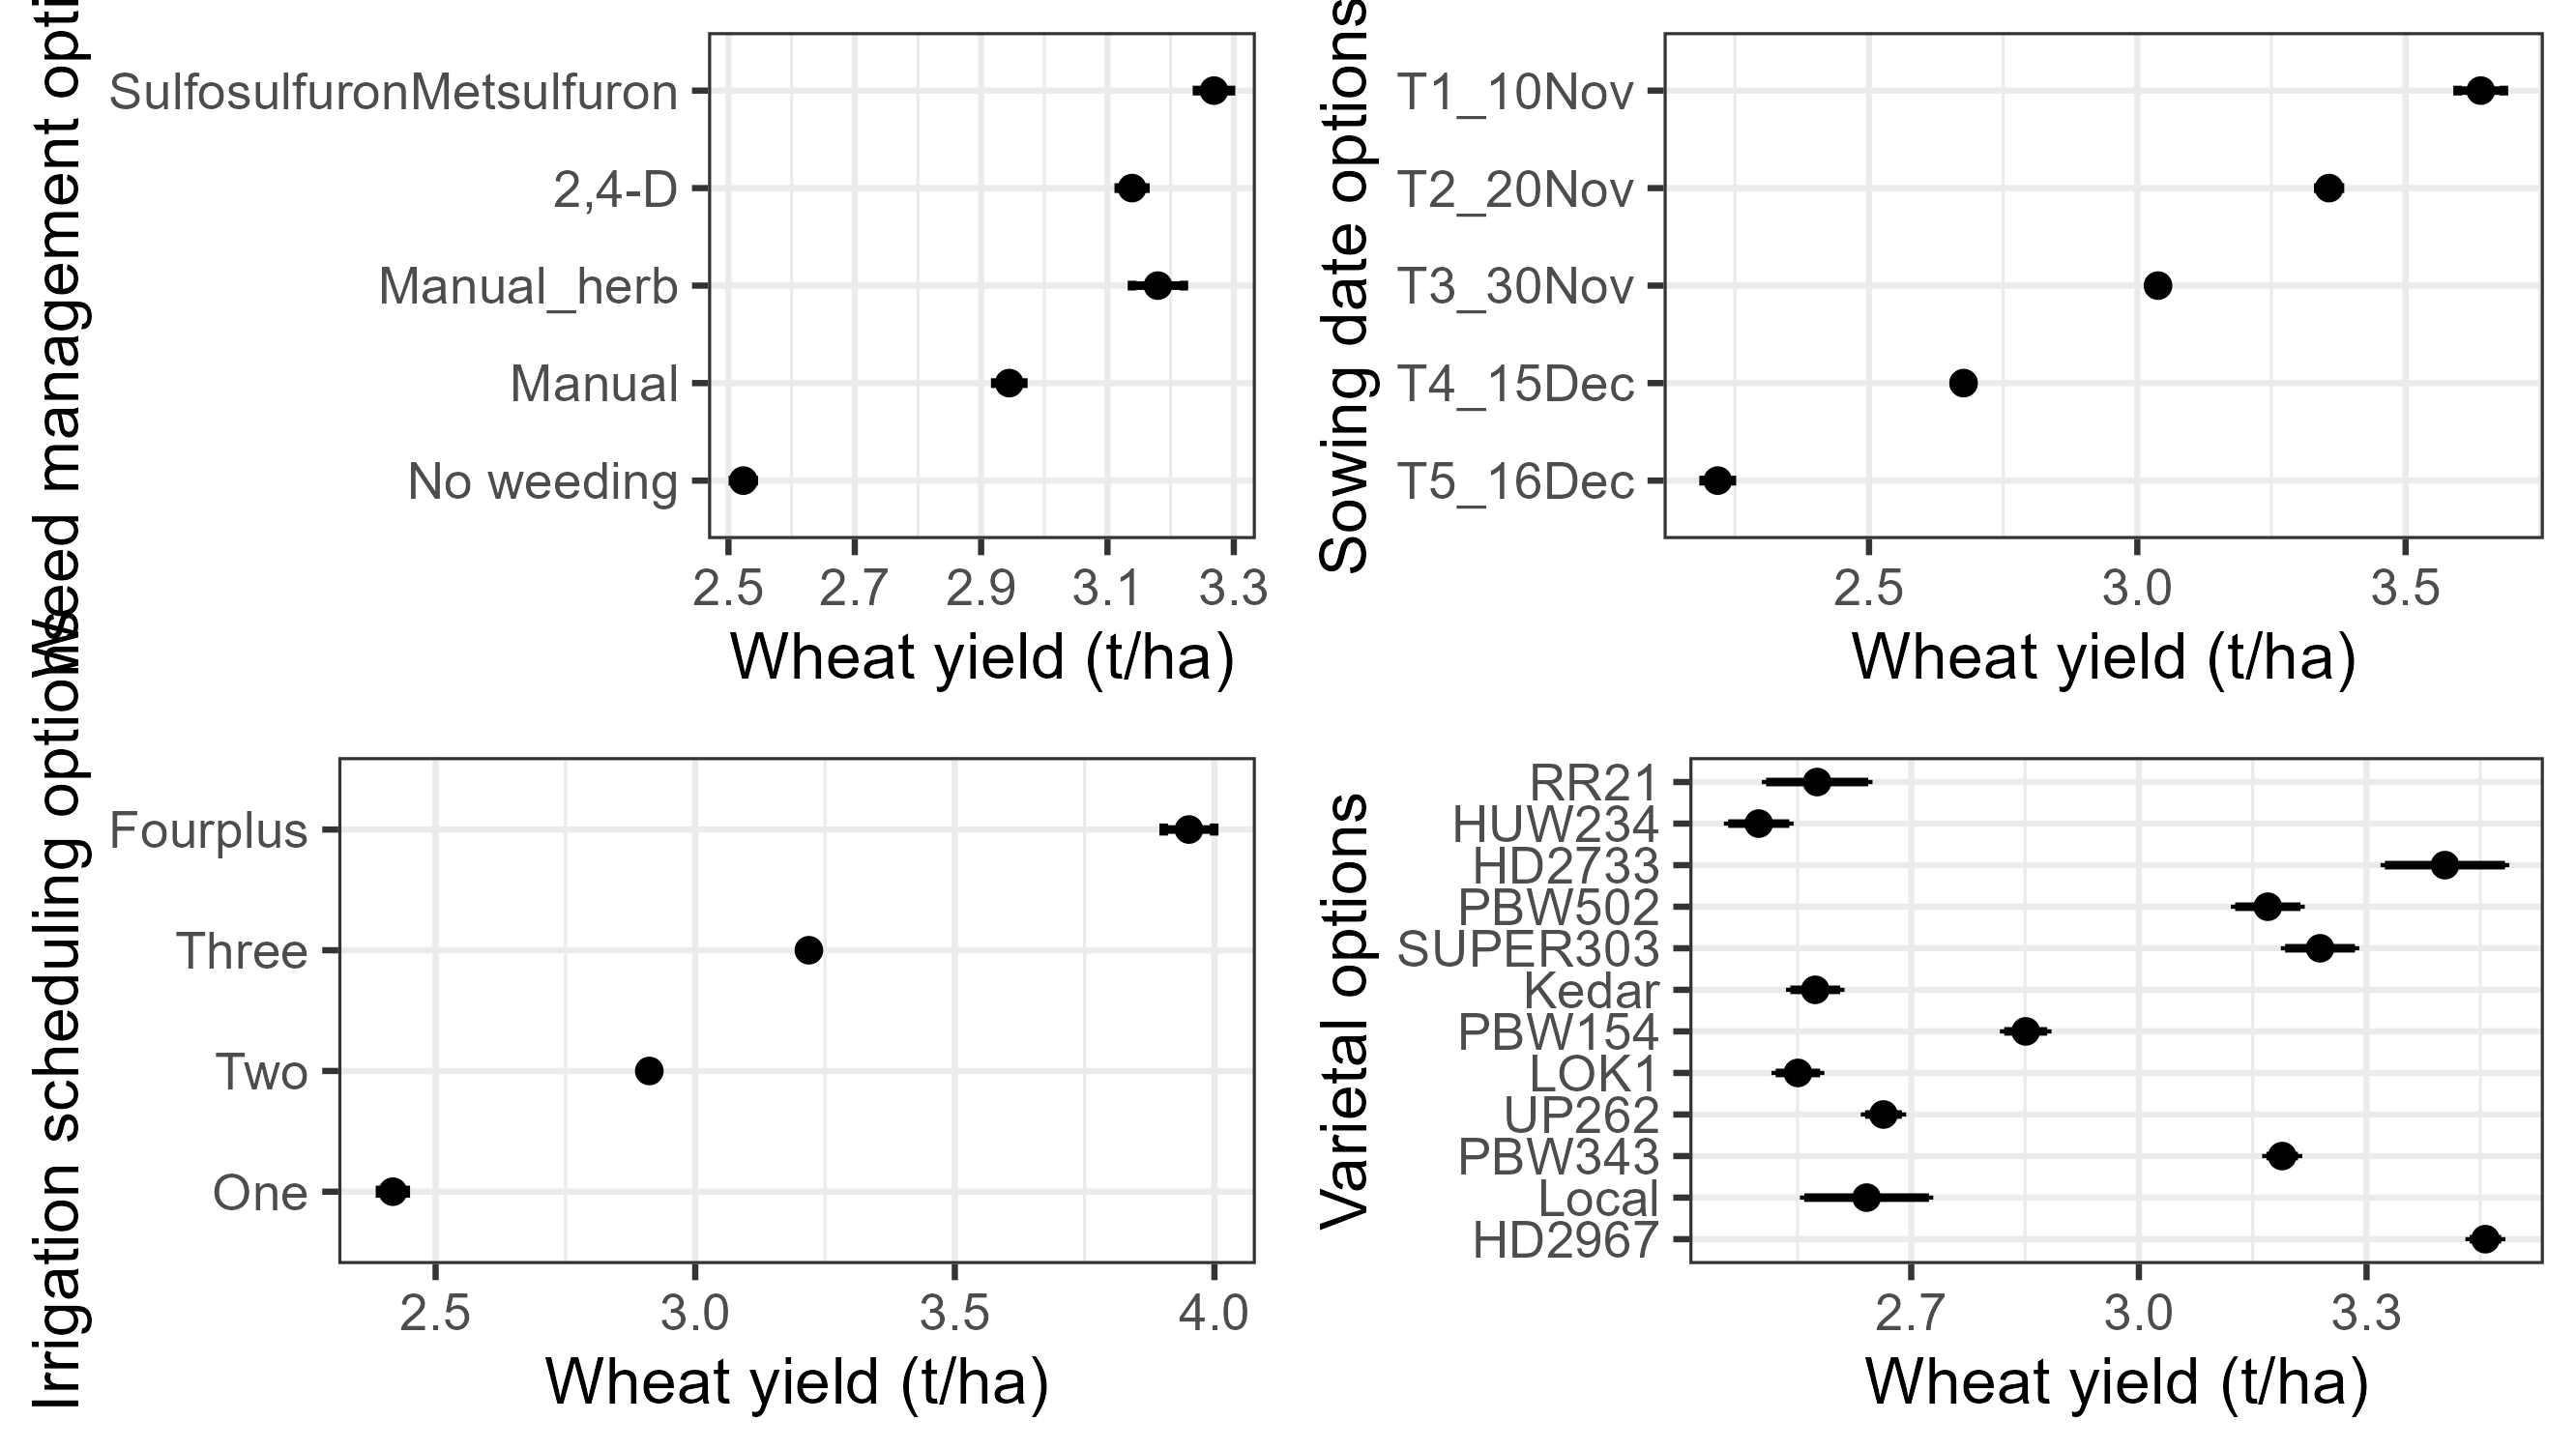 Weed management opti
SulfosulfuronMetsulfuron
2,4-D
Manual_herb
Manual
No weeding
2.5 2.7 2.9 3.1 3.3
Wheat yield (t/ha)
Sowing date options
T1_10Nov
T2_20Nov
T3_30Nov
T4_15Dec
T5_16Dec
2.5 3.0 3.5
Wheat yield (t/ha)
Irrigation scheduling options
Fourplus
Three
Two
One
2.5 3.0 3.5 4.0
Wheat yield (t/ha)
Varietal options
RR21
HUW234
HD2733
PBW502
SUPER303
Kedar
PBW154
LOK1
UP262
PBW343
Local
HD2967
2.7 3.0 3.3
Wheat yield (t/ha)